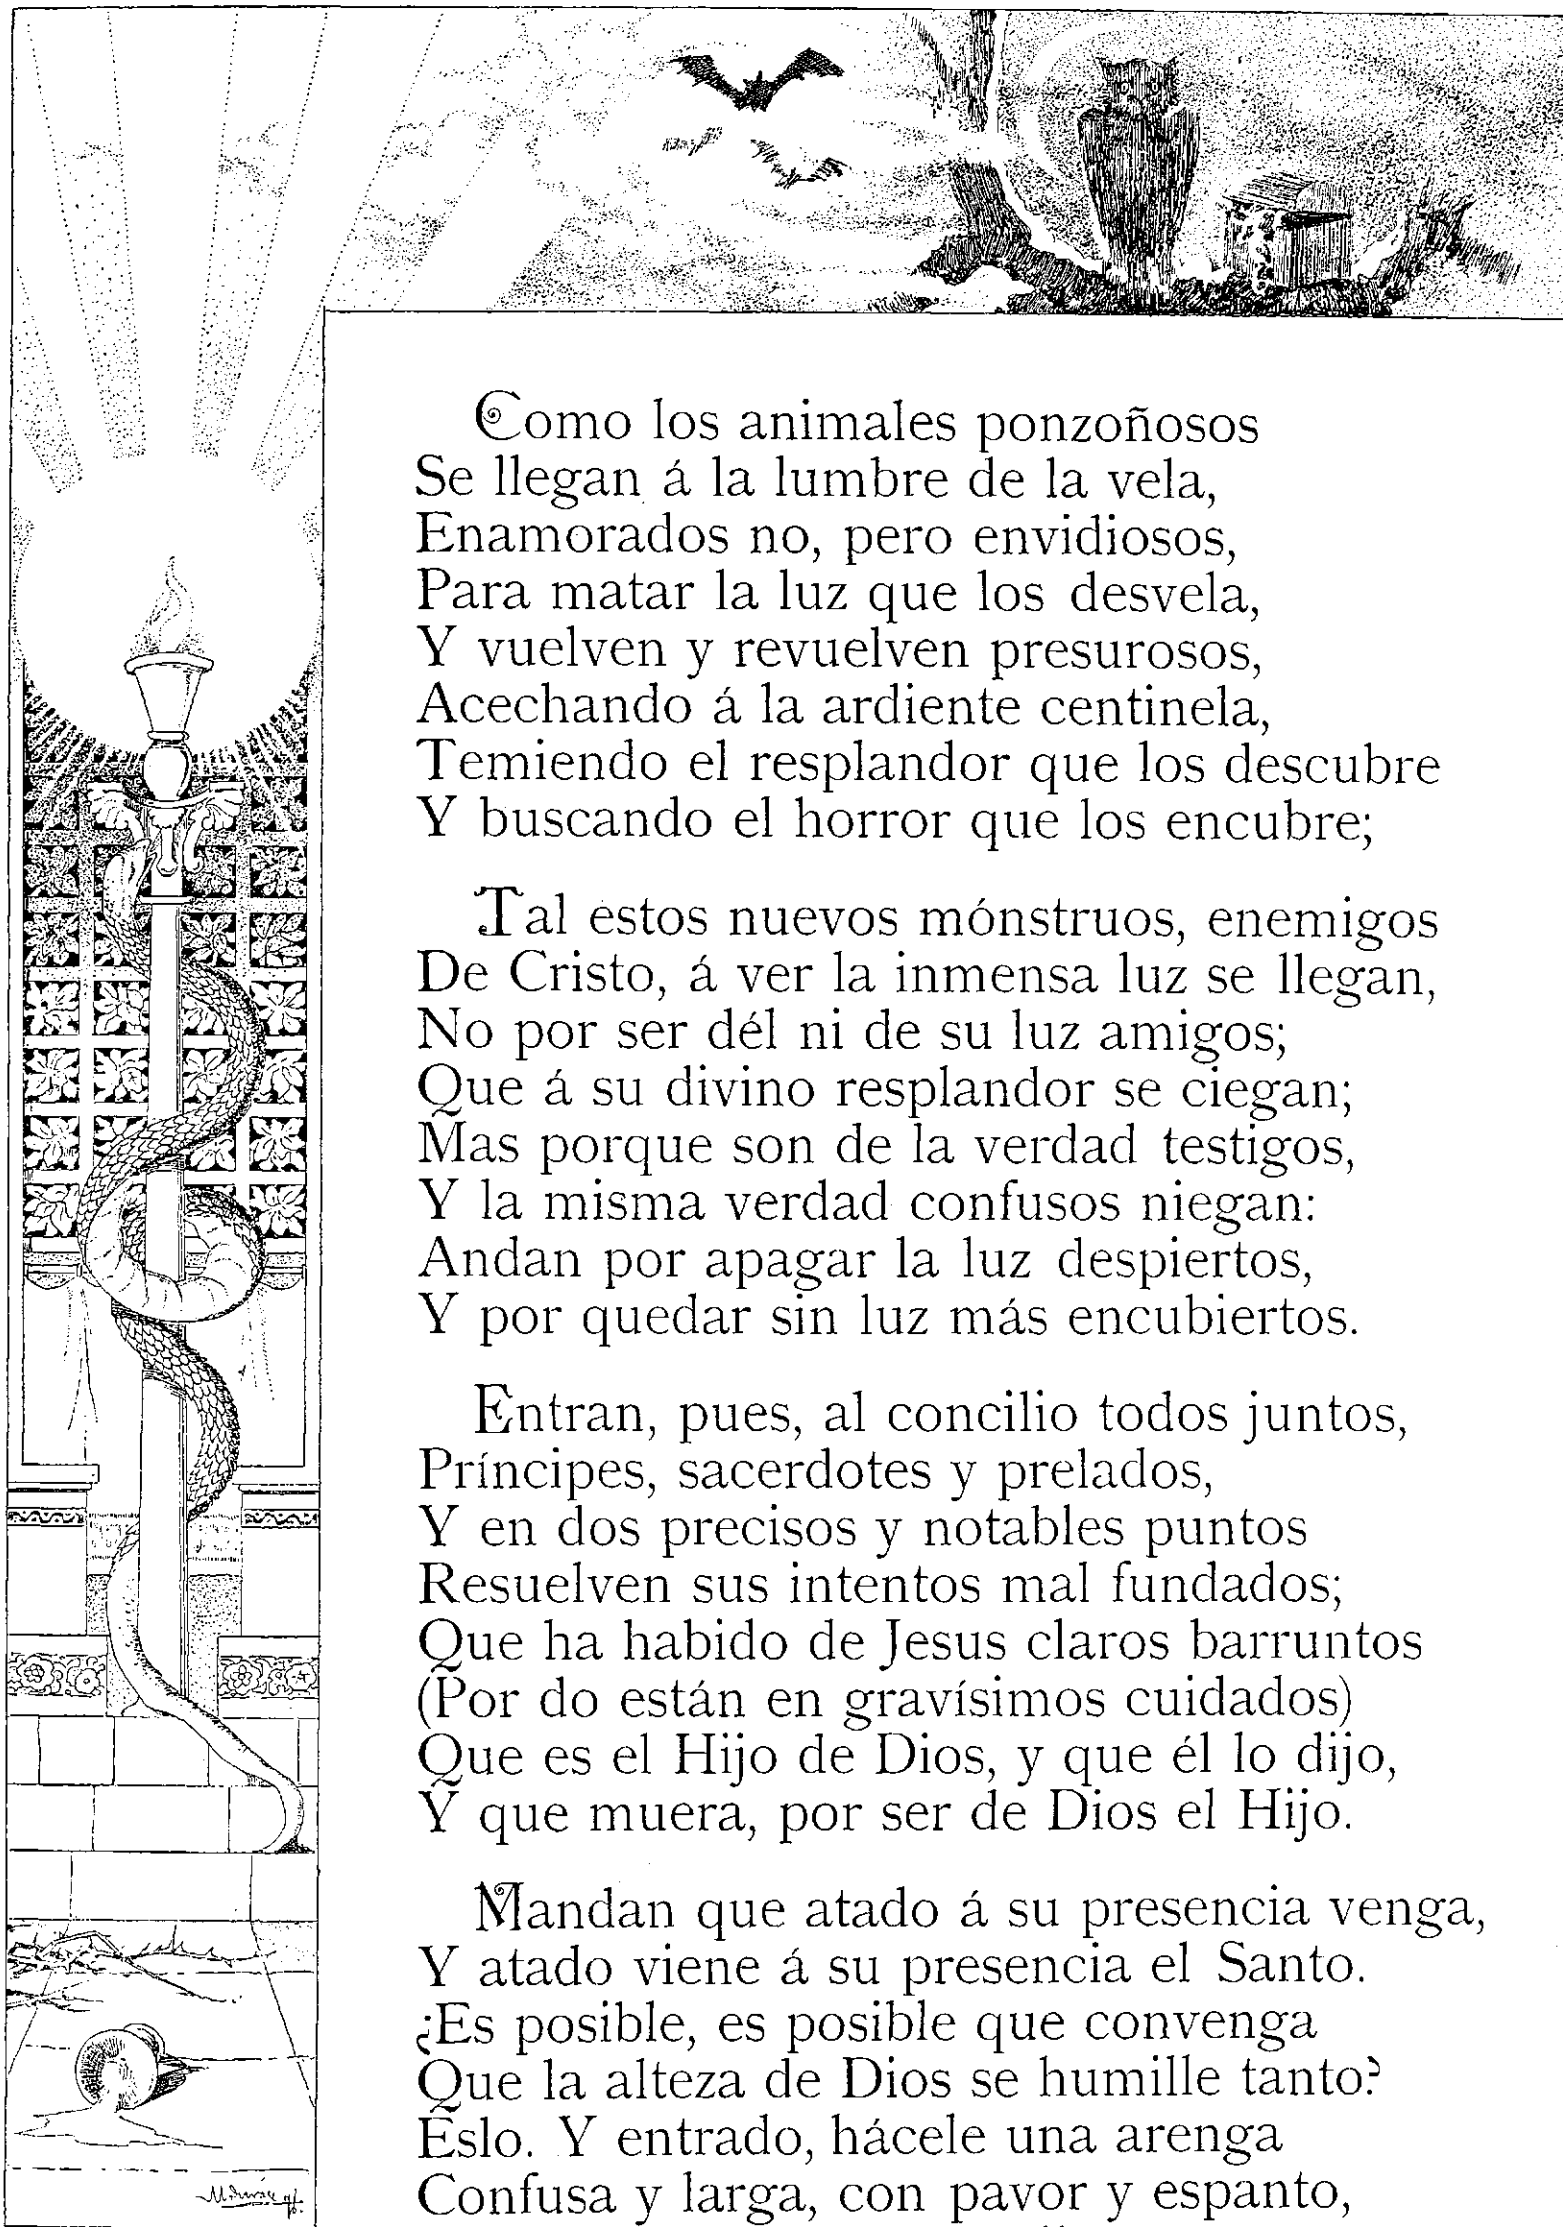 Como los animales ponzoñosos
Se llegan á la lumbre de la vela,
Enamorados no, pero envidiosos,
Para matar la luz que los desvela,
Y vuelven y revuelven presurosos,
Acechando á la ardiente centinela,
Temiendo el resplandor que los descubre
Y buscando el horror que los encubre;
Tal estos nuevos mónstruos, enemigos
De Cristo, á ver la inmensa luz se llegan,
No por ser dél ni de su luz amigos;
Que á su divino resplandor se ciegan;
Mas porque son de la verdad testigos,
Y la misma verdad confusos niegan:
Andan por apagar la luz despiertos,
Y por quedar sin luz más encubiertos.
Entran, pues, al concilio todos juntos,
Príncipes, sacerdotes y prelados,
Y en dos precisos y notables puntos
Resuelven sus intentos mal fundados;
Que ha habido de Jesus claros barruntos
(Por do están en gravísimos cuidados)
Que es el Hijo de Dios, y que él lo dijo,
Y que muera, por ser de Dios el Hijo.
Mandan que atado á su presencia venga,
Y atado viene á su presencia el Santo.
¿Es posible, es posible que convenga
Que la alteza de Dios se humille tanto?
Eslo. Y entrado, hácele una arenga
Confusa y larga, con pavor y espanto,